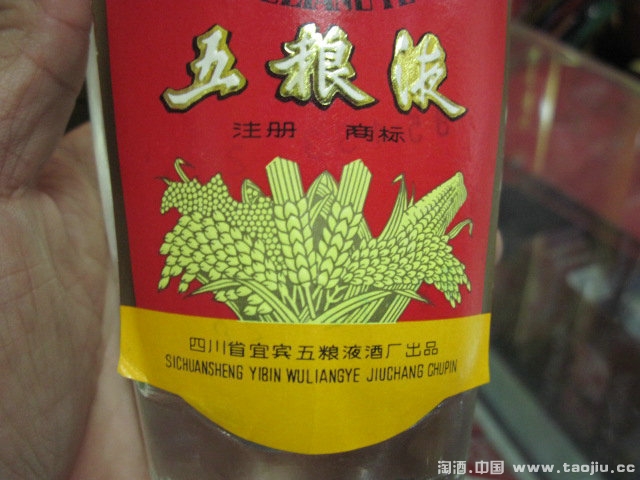 五粮液
注册 商标
四川省宜宾五粮液酒厂出品
SICHUANSHENG YIBIN WULIANGYE JIUCHANG CHUPIN
淘酒.中国 www.taojiu.cc